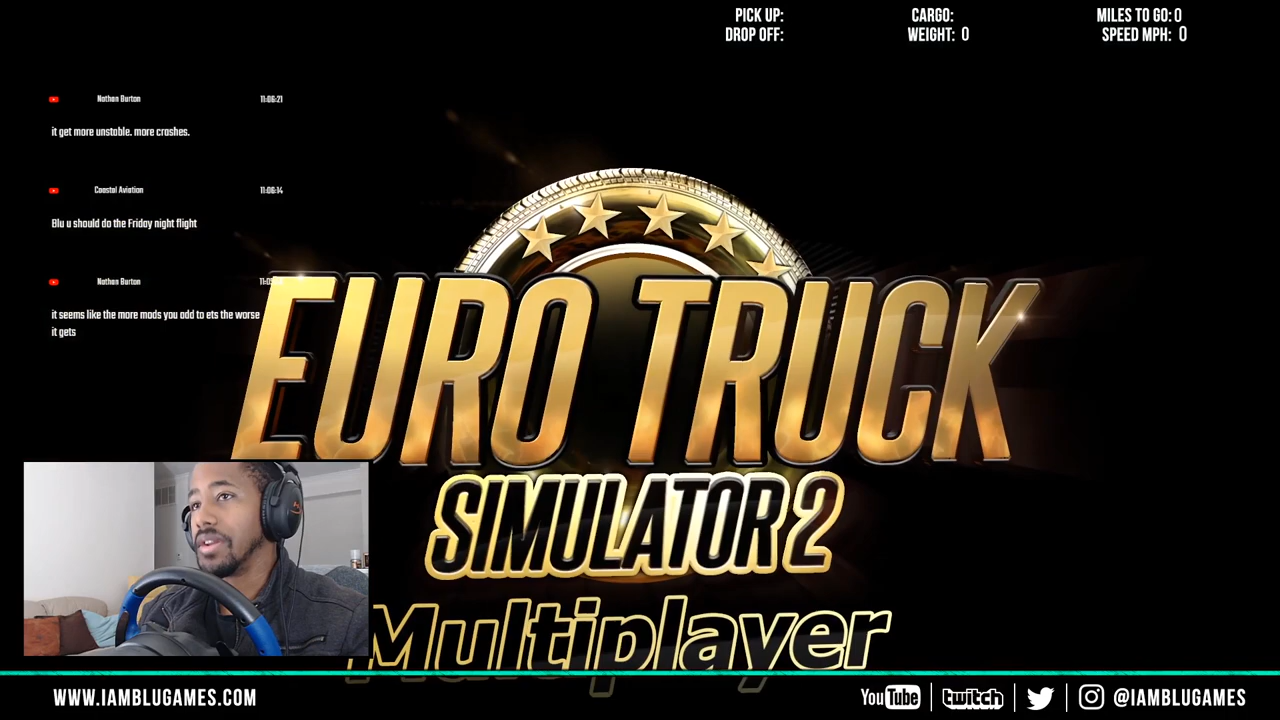 PICK UP:
DROP OFF:
CARGO:
WEIGHT: 0
MILES TO GO: 0
SPEED MPH: 0
Nathan Burton 11:06:21
it get more unstable. more crashes.
Coastal Aviation 11:06:14
Blu u should do the Friday night flight
Nathan Burton
it seems like the more mods you add to ets the worse
it gets
EURO TRUCK
SIMULATOR 2
Multiplayer
WWW.IAMBLUGAMES.COM
YouTube twitch @IAMBLUGAMES